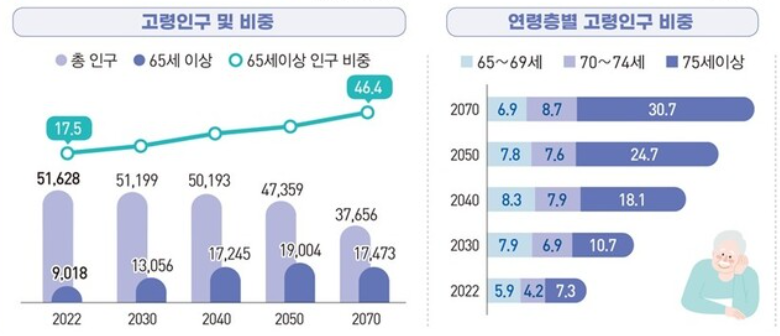 고령인구 및 비중
총 인구 65세 이상 65세이상 인구 비중
46.4
17.5
51,628 51,199 50,193 47,359 37,656
9,018 13,056 17,245 19,004 17,473
2022 2030 2040 2050 2070
연령층별 고령인구 비중
65~69세 70~74세 75세이상
2070 6.9 8.7 30.7
2050 7.8 7.6 24.7
2040 8.3 7.9 18.1
2030 7.9 6.9 10.7
2022 5.9 4.2 7.3